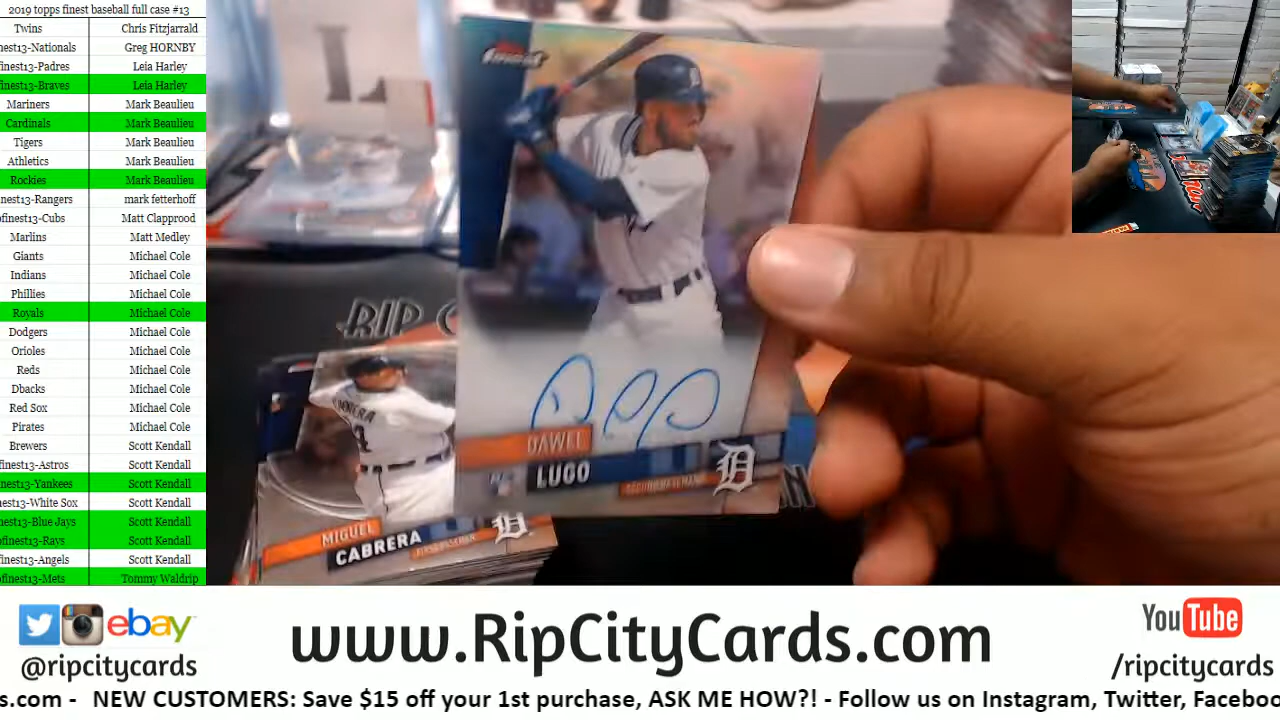 2019 topps finest baseball full case #13
Twins Chris Fitzjarrald
nest13-Nationals Greg HORNBY
finest13-Padres Leia Harley
finest13-Braves Leia Harley
Mariners Mark Beaulieu
Cardinals Mark Beaulieu
Tigers Mark Beaulieu
Athletics Mark Beaulieu
Rockies Mark Beaulieu
nest13-Rangers mark fetterhoff
finest13-Cubs Matt Clapprood
Marlins Matt Medley
Giants Michael Cole
Indians Michael Cole
Phillies Michael Cole
Royals Michael Cole
Dodgers Michael Cole
Orioles Michael Cole
Reds Michael Cole
Dbacks Michael Cole
Red Sox Michael Cole
Pirates Michael Cole
Brewers Scott Kendall
finest13-Astros Scott Kendall
finest13-Yankees Scott Kendall
nest13-White Sox Scott Kendall
nest13-Blue Jays Scott Kendall
finest13-Rays Scott Kendall
finest13-Angels Scott Kendall
finest13-Mets Tommy Waldrip
L
finest
RIP C
DAWEL
LUGO
SECOND BASEMAN
D
MIGUEL
CABRERA
FIRST BASEMAN
D
ebay
@ripcitycards
www.RipCityCards.com
YouTube
/ripcitycards
s.com - NEW CUSTOMERS: Save $15 off your 1st purchase, ASK ME HOW?! - Follow us on Instagram, Twitter, Facebo